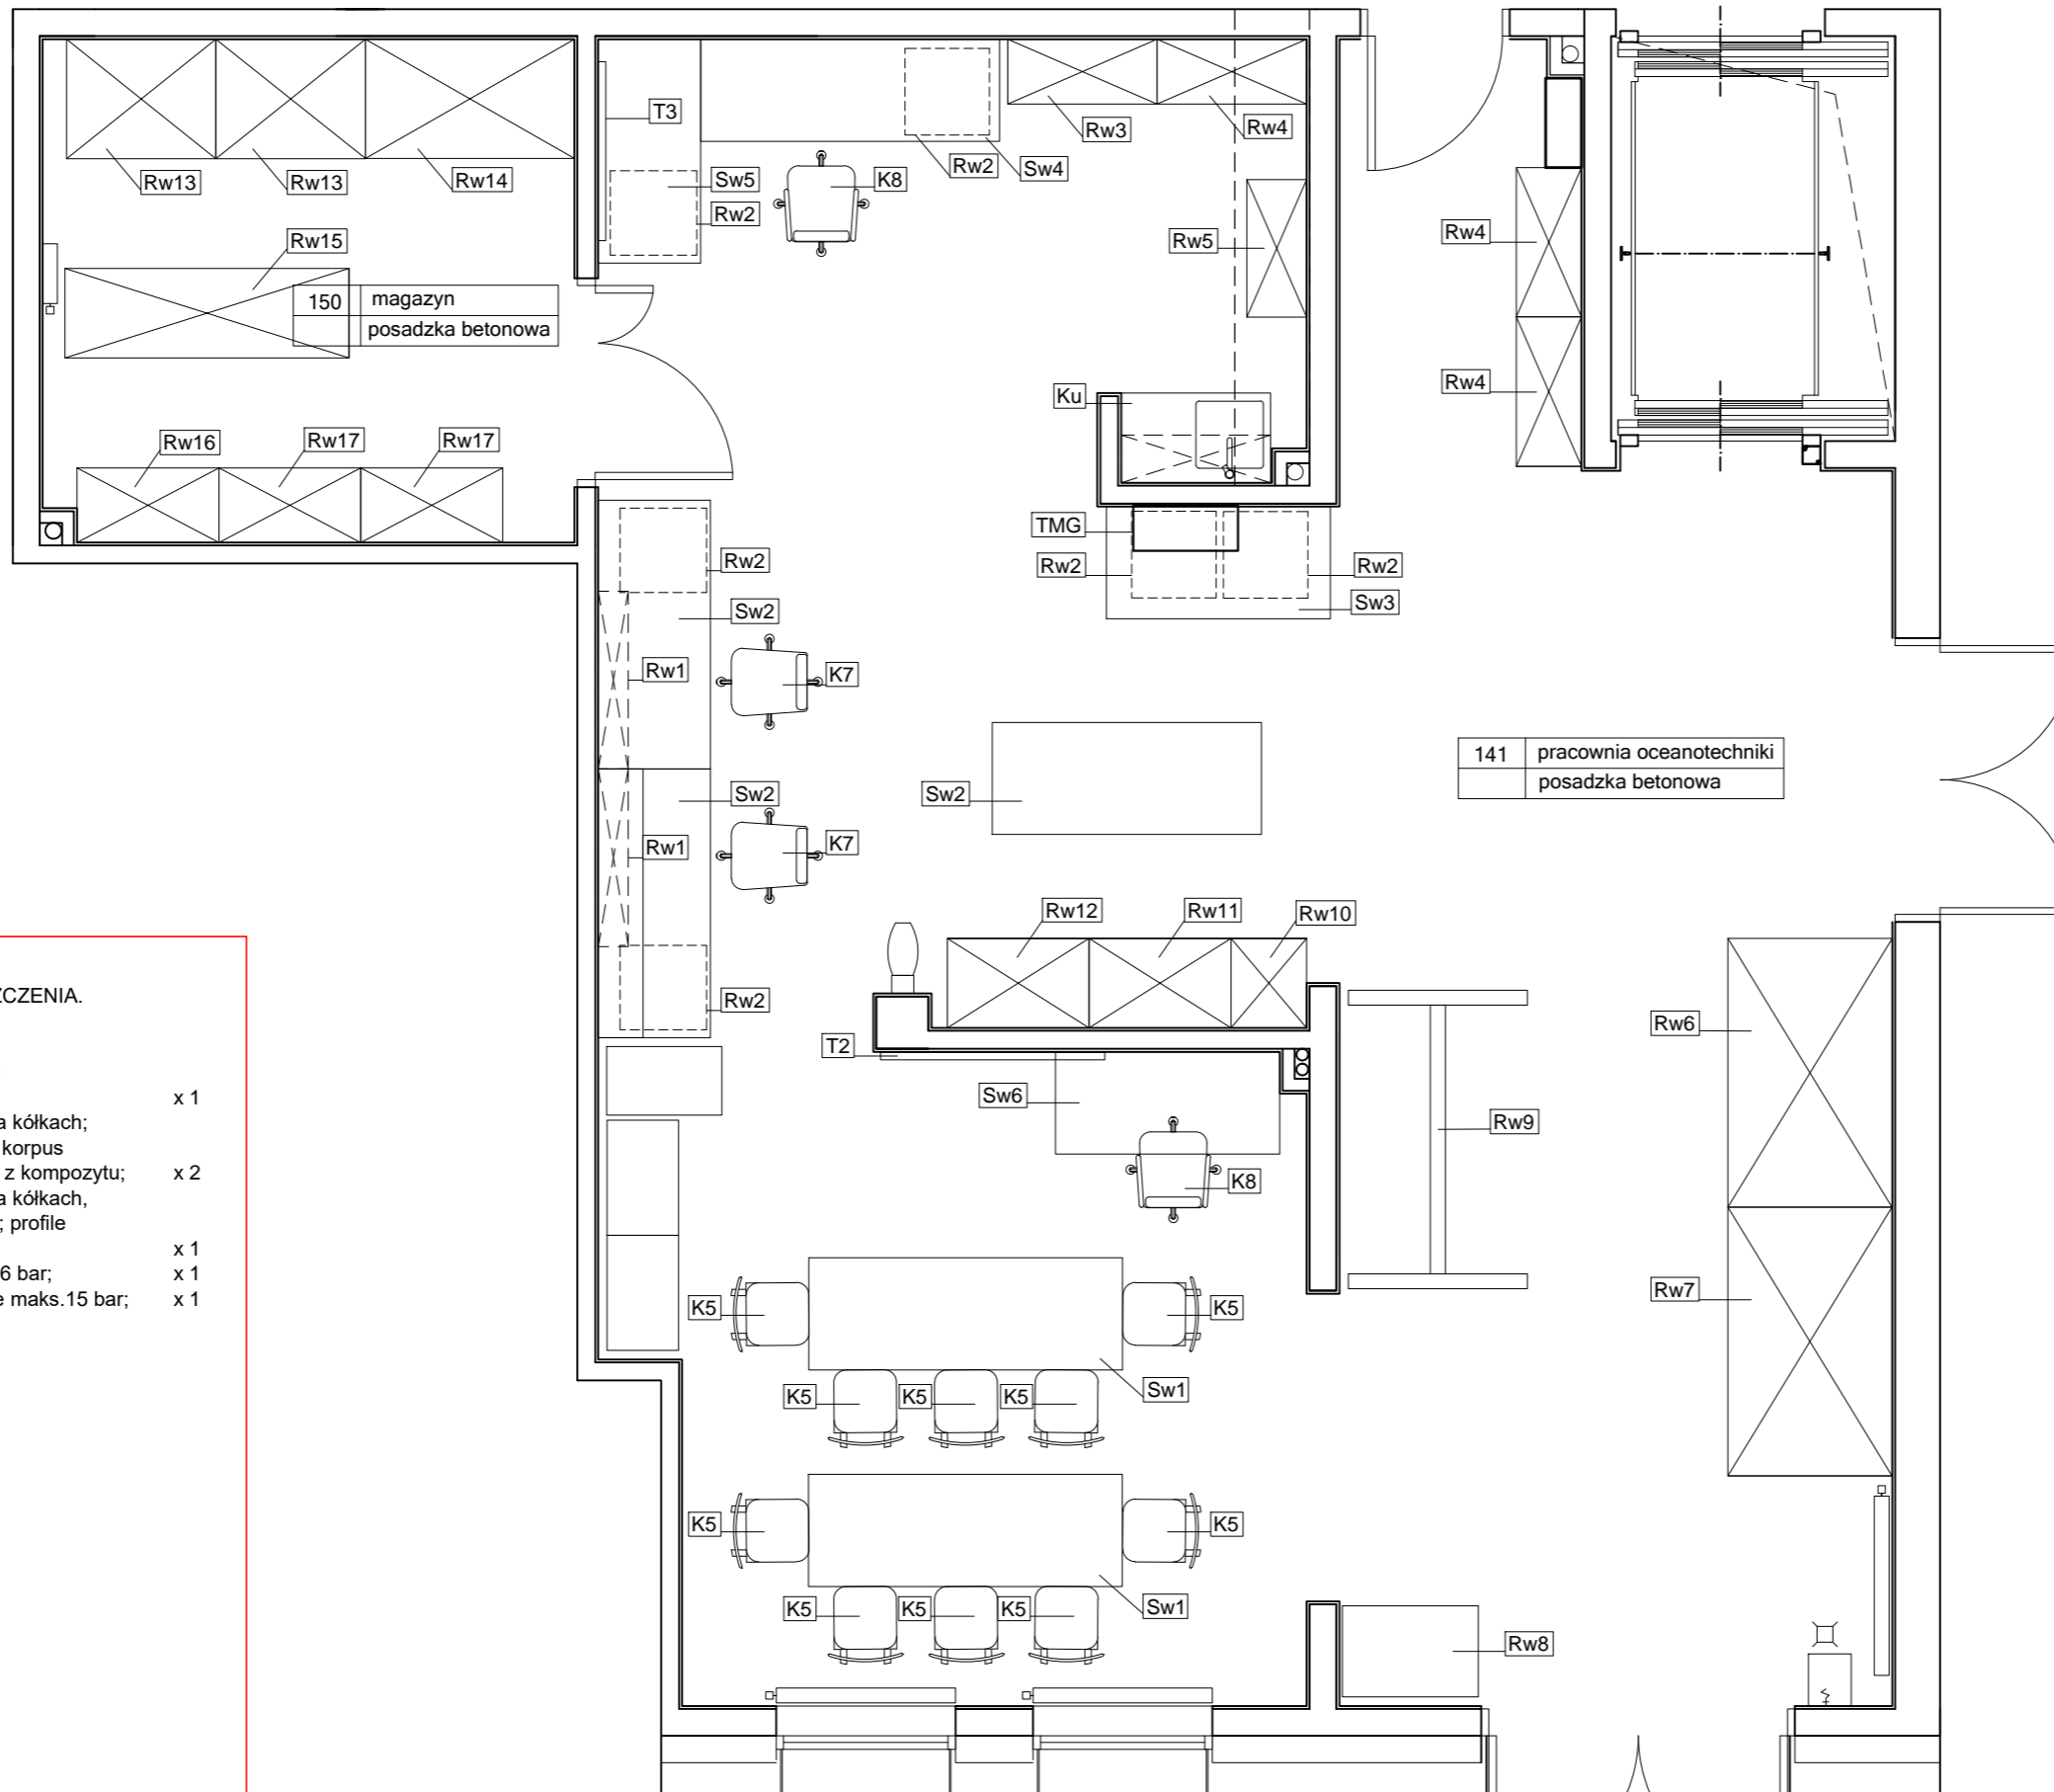 T3
Rw3
Rw4
Rw2
Sw4
Rw13
Rw13
Rw14
Sw5
K8
Rw2
Rw15
Rw5
Rw4
150 magazyn
posadzka betonowa
Rw4
Ku
Rw16
Rw17
Rw17
TMG
Rw2
Rw2
Rw2
Sw3
Sw2
Rw1
K7
141 pracownia oceanotechniki
posadzka betonowa
Sw2
Sw2
Rw1
K7
Rw12
Rw11
Rw10
Rw2
Rw6
T2
Sw6
Rw9
K8
ZCZENIA.
x 1
a kółkach;
korpus
z kompozytu; x 2
a kółkach,
; profile
x 1
6 bar; x 1
e maks.15 bar; x 1
Rw7
K5
K5
K5
K5
K5
Sw1
K5
K5
K5
K5
K5
Sw1
Rw8